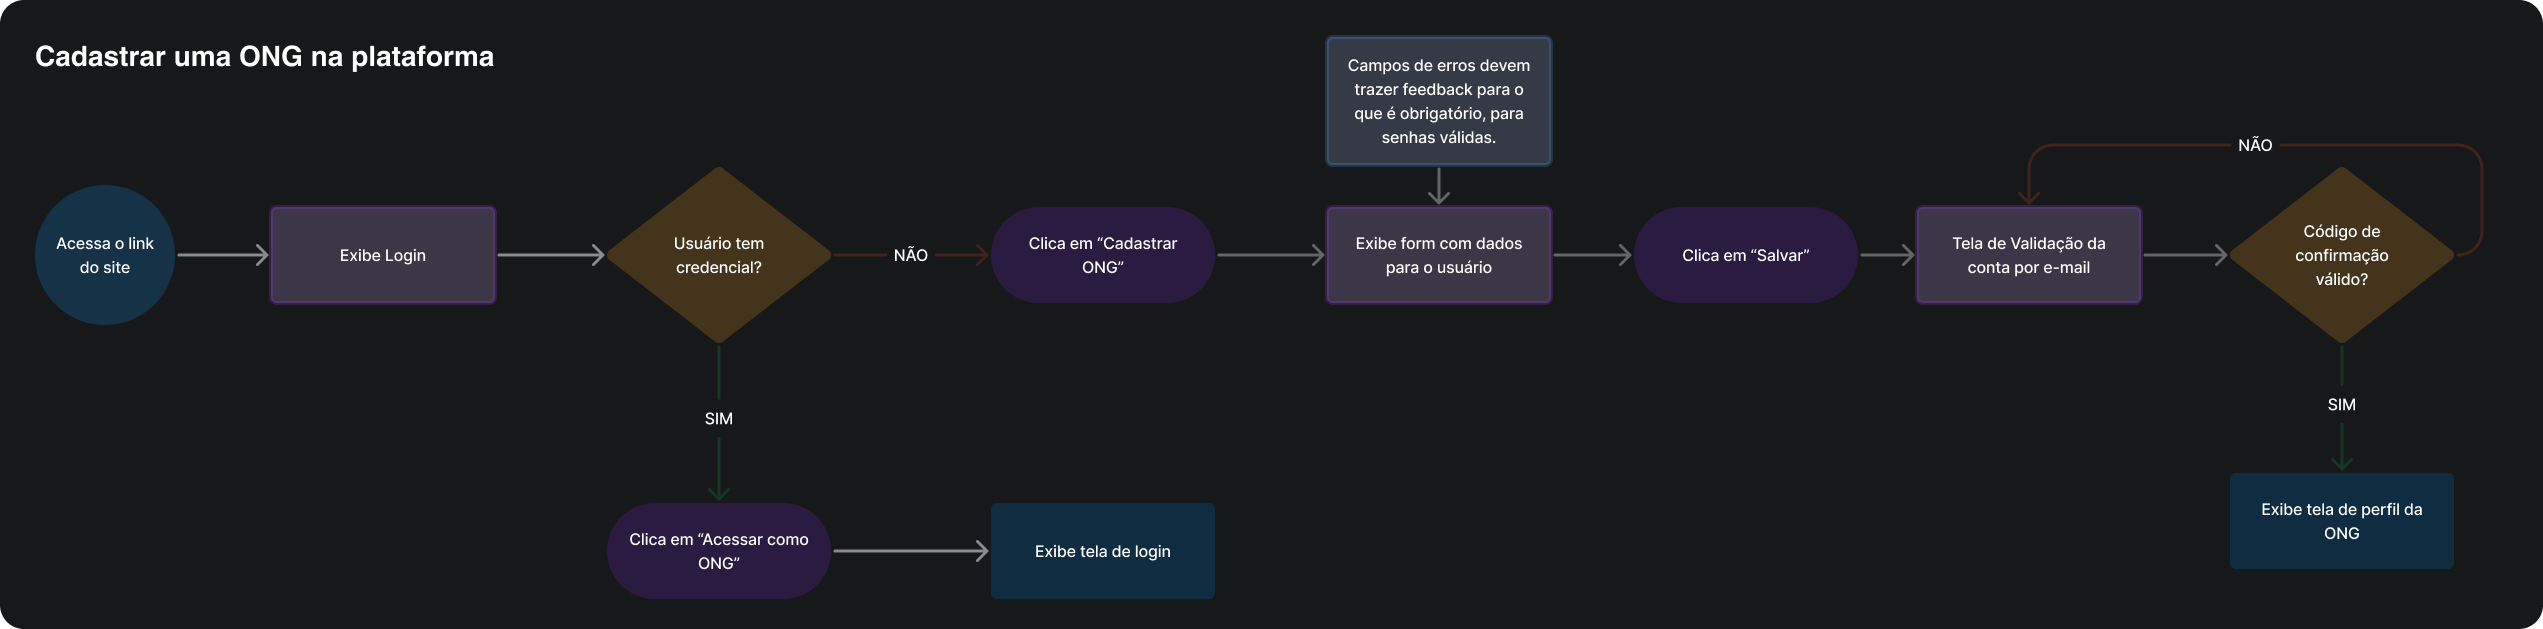 Cadastrar uma ONG na plataforma
Campos de erros devem
trazer feedback para o
que é obrigatório, para
senhas válidas.
NÃO
Acessa o link
do site
Exibe Login
Usuário tem
credencial?
NÃO
Clica em “Cadastrar
ONG”
Exibe form com dados
para o usuário
Clica em “Salvar”
Tela de Validação da
conta por e-mail
Código de
confirmação
válido?
SIM
SIM
Clica em “Acessar como
ONG”
Exibe tela de login
Exibe tela de perfil da
ONG